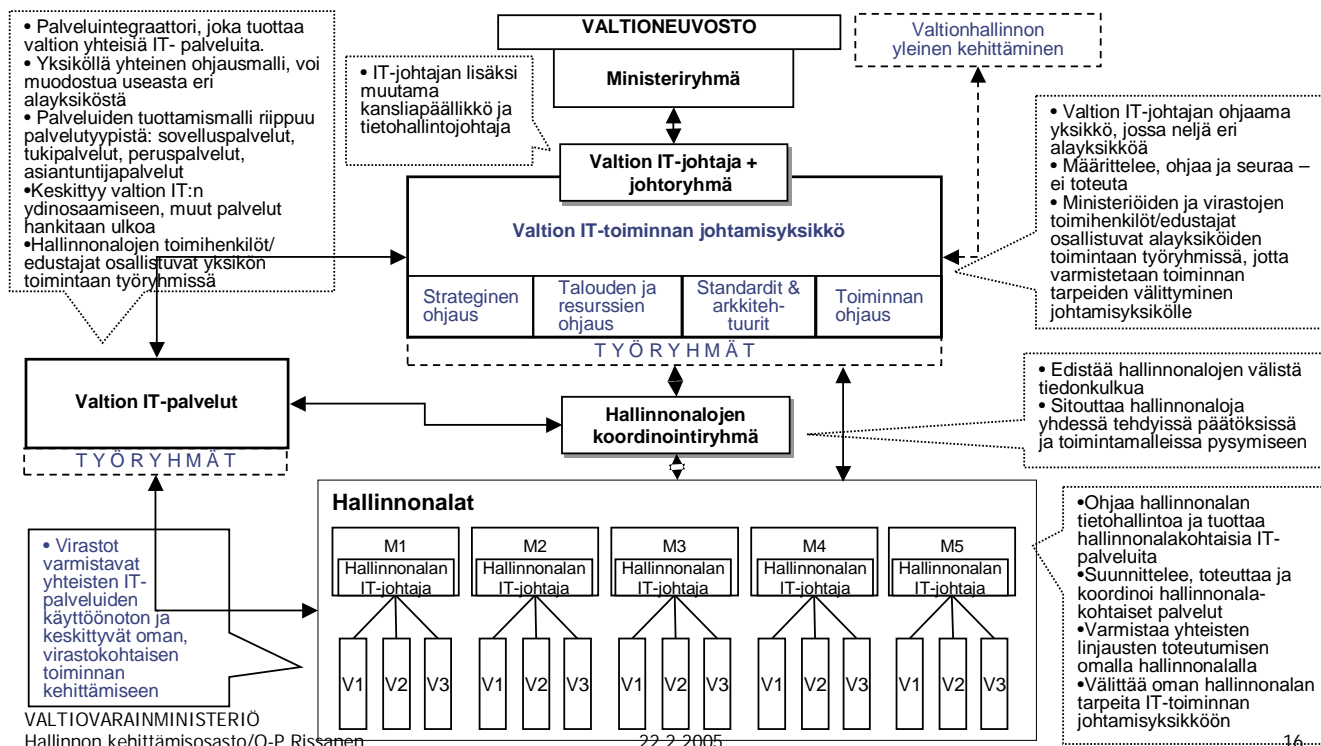 • Palveluintegraattori, joka tuottaa
valtion yhteisiä IT- palveluita.
• Yksiköllä yhteinen ohjausmalli, voi
muodostua useasta eri
alayksiköstä
• Palveluiden tuottamismalli riippuu
palvelutyypistä: sovelluspalvelut,
tukipalvelut, peruspalvelut,
asiantuntijapalvelut
•Keskittyy valtion IT:n
ydinosaamiseen, muut palvelut
hankitaan ulkoa
•Hallinnonalojen toimihenkilöt/
edustajat osallistuvat yksikön
toimintaan työryhmissä
VALTIONEUVOSTO
Ministeriryhmä
Valtionhallinnon
yleinen kehittäminen
• IT-johtajan lisäksi
muutama
kansliapäällikkö ja
tietohallintojohtaja
Valtion IT-johtaja +
johtoryhmä
Valtion IT-toiminnan johtamisyksikkö
Strateginen
ohjaus
Talouden ja
resurssien
ohjaus
Standardit &
arkkiteh-
tuurit
Toiminnan
ohjaus
TYÖRYHMÄT
• Valtion IT-johtajan ohjaama
yksikkö, jossa neljä eri
alayksikköä
• Määrittelee, ohjaa ja seuraa –
ei toteuta
• Ministeriöiden ja virastojen
toimihenkilöt/edustajat
osallistuvat alayksiköiden
toimintaan työryhmissä, jotta
varmistetaan toiminnan
tarpeiden välittyminen
johtamisyksikölle
Valtion IT-palvelut
TYÖRYHMÄT
Hallinnonalojen
koordinointiryhmä
• Edistää hallinnonalojen välistä
tiedonkulkua
• Sitouttaa hallinnonaloja
yhdessä tehdyissä päätöksissä
ja toimintamalleissa pysymiseen
Hallinnonalat
M1
Hallinnonalan
IT-johtaja
V1 V2 V3
M2
Hallinnonalan
IT-johtaja
V1 V2 V3
M3
Hallinnonalan
IT-johtaja
V1 V2 V3
M4
Hallinnonalan
IT-johtaja
V1 V2 V3
M5
Hallinnonalan
IT-johtaja
V1 V2 V3
• Virastot
varmistavat
yhteisten IT-
palveluiden
käyttöönoton ja
keskittyvät oman,
virastokohtaisen
toiminnan
kehittämiseen
•Ohjaa hallinnonalan
tietohallintoa ja tuottaa
hallinnonalakohtaisia IT-
palveluita
•Suunnittelee, toteuttaa ja
koordinoi hallinnonala-
kohtaiset palvelut
•Varmistaa yhteisten
linjausten toteutumisen
omalla hallinnonalalla
•Välittää oman hallinnonalan
tarpeita IT-toiminnan
johtamisyksikköön
VALTIOVARAINMINISTERIÖ
Hallinnon kehittämisosasto/O-P Rissanen
22.2.2005
16